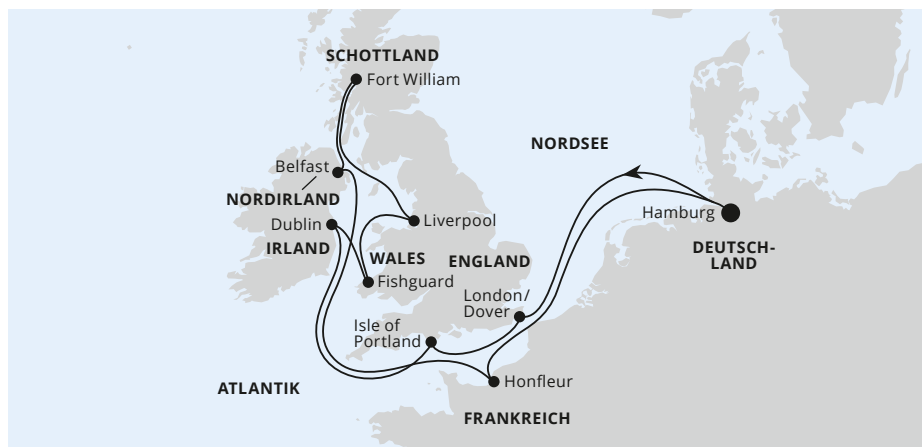 SCHOTTLAND
Fort William
NORDSEE
Belfast
NORDIRLAND
Dublin
IRLAND
Liverpool
WALES
ENGLAND
Fishguard
Hamburg
DEUTSCH-
LAND
London/
Dover
Isle of
Portland
Honfleur
ATLANTIK
FRANKREICH